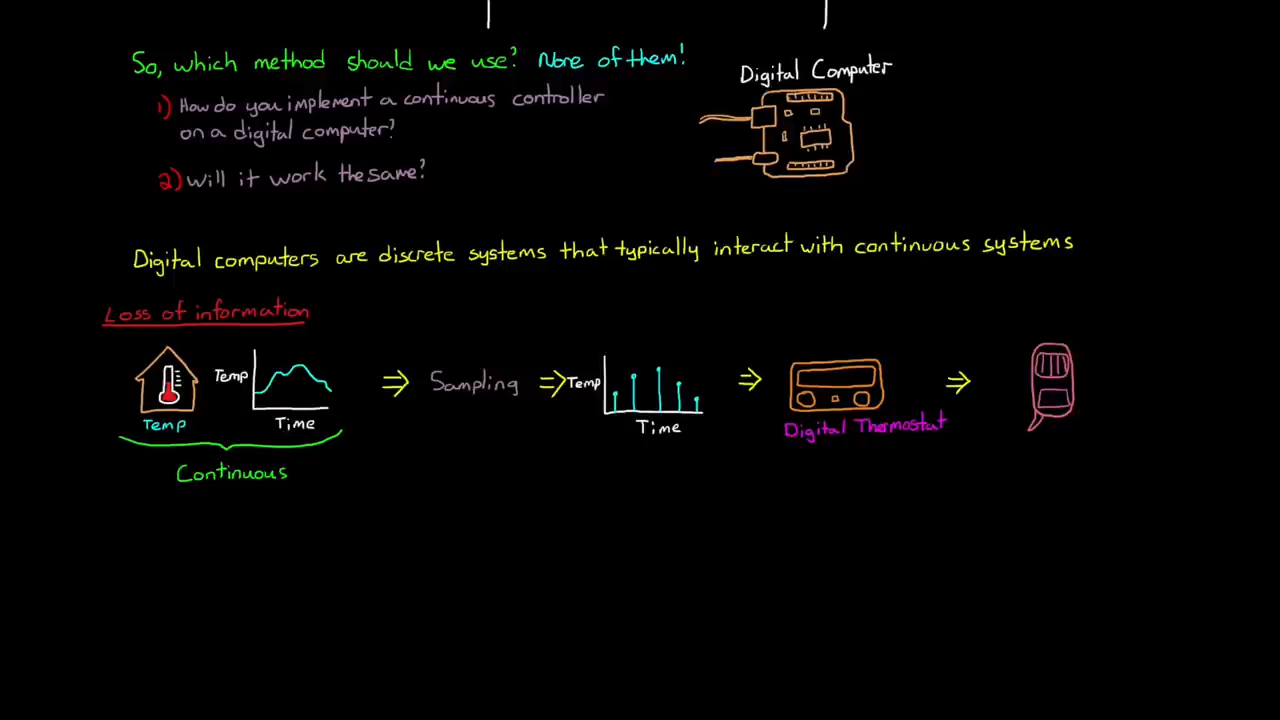 So, which method should we use? None of them!
Digital Computer
1) How do you implement a continuous controller
on a digital computer?
2) Will it work the same?
Digital computers are discrete systems that typically interact with continuous systems
Loss of information
Temp
Temp
Time
Continuous
Sampling
Temp
Time
Digital Thermostat